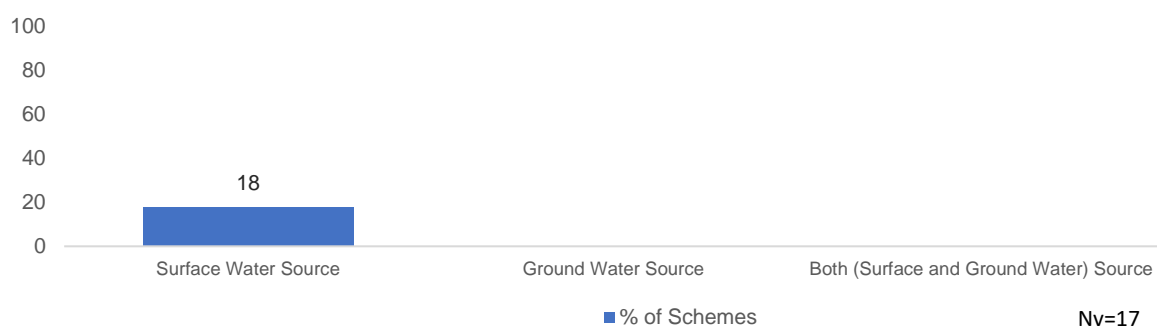 100
80
60
40
20
0
18
Surface Water Source
Ground Water Source
Both (Surface and Ground Water) Source
% of Schemes
Nv=17